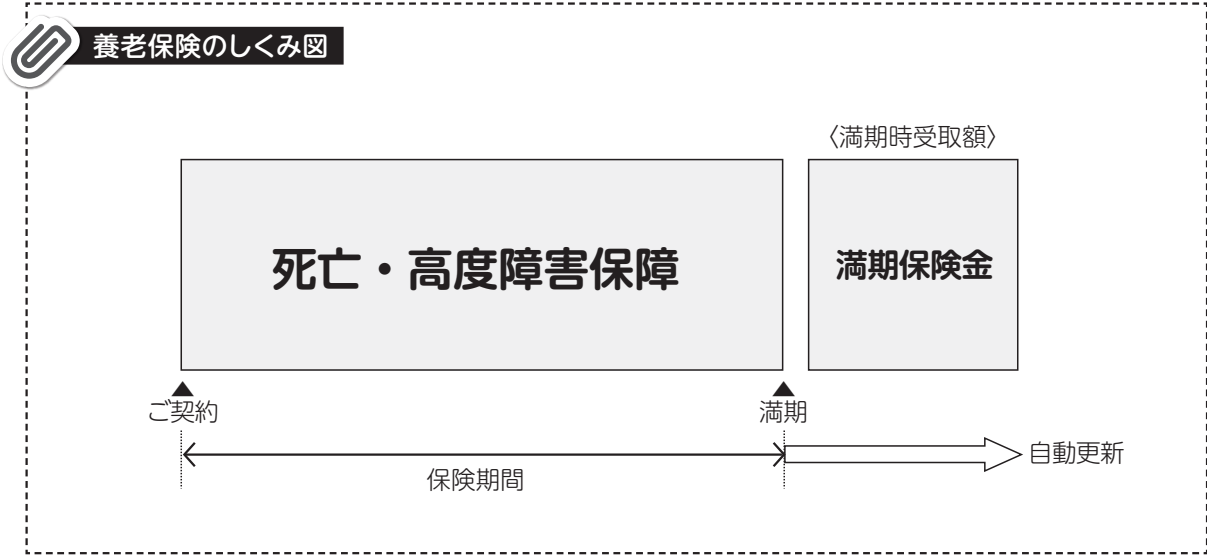 養老保険のしくみ図
〈満期時受取額〉
死亡・高度障害保障
満期保険金
ご契約
満期
自動更新
保険期間